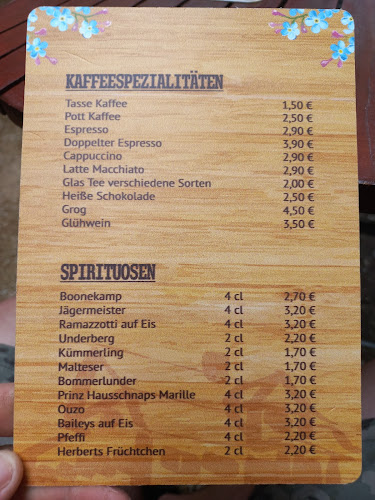 KAFFEESPEZIALITÄTEN
Tasse Kaffee 1,50 €
Pott Kaffee 2,50 €
Espresso 2,90 €
Doppelter Espresso 3,90 €
Cappuccino 2,90 €
Latte Macchiato 2,90 €
Glas Tee verschiedene Sorten 2,00 €
Heiße Schokolade 2,50 €
Grog 4,50 €
Glühwein 3,50 €
SPIRITUOSEN
Boonekamp 4 cl 2,70 €
Jägermeister 4 cl 3,20 €
Ramazzotti auf Eis 4 cl 3,20 €
Underberg 2 cl 2,20 €
Kümmerling 2 cl 1,70 €
Malteser 2 cl 1,70 €
Bommerlunder 2 cl 1,70 €
Prinz Hausschnaps Marille 4 cl 3,20 €
Ouzo 4 cl 3,20 €
Baileys auf Eis 4 cl 3,20 €
Pfeffi 4 cl 2,20 €
Herberts Früchtchen 2 cl 2,20 €